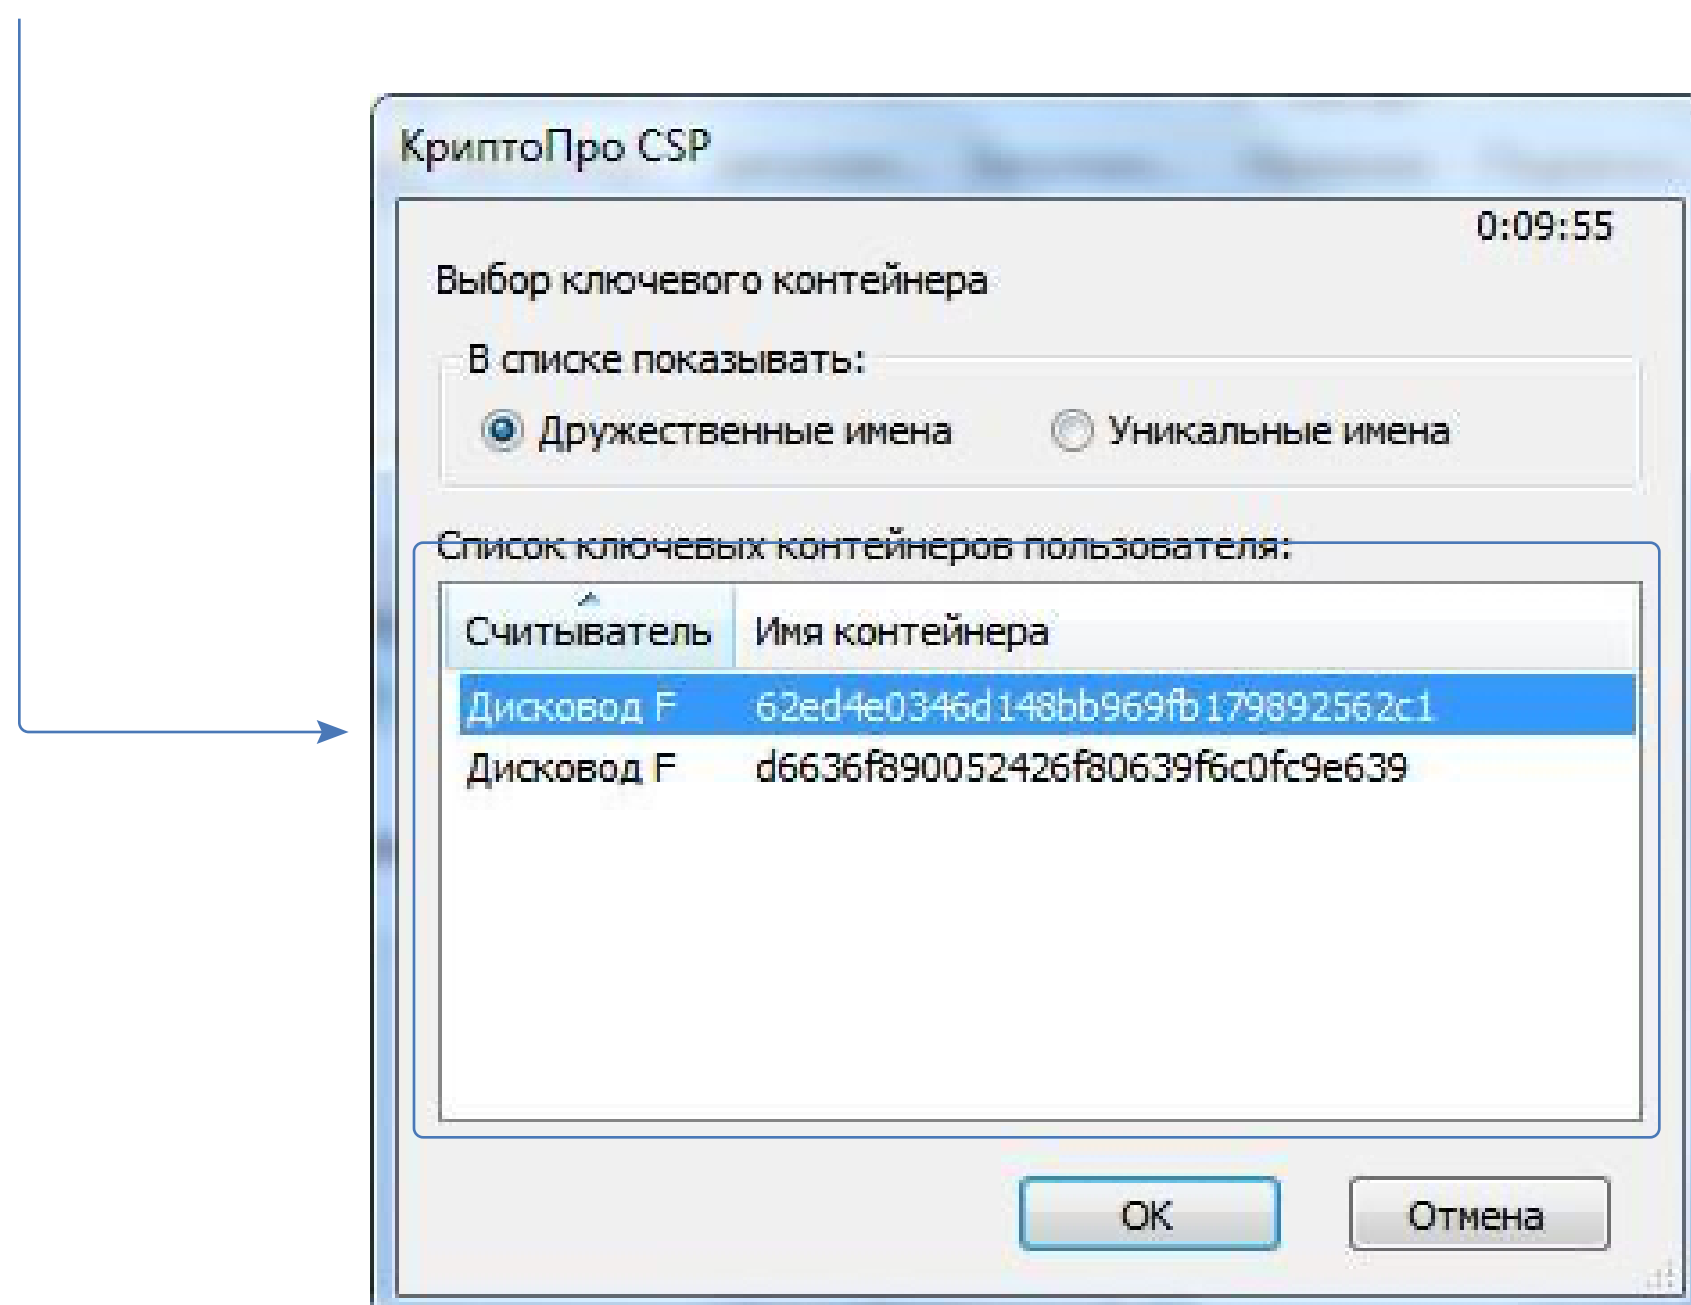 КриптоПро CSP
0:09:55
Выбор ключевого контейнера
В списке показывать:
Дружественные имена Уникальные имена
Список ключевых контейнеров пользователя:
Считыватель Имя контейнера
Дисковод F 62ed4e0346d148bb969fb179892562c1
Дисковод F d6636f890052426f80639f6c0fc9e639
ОК Отмена